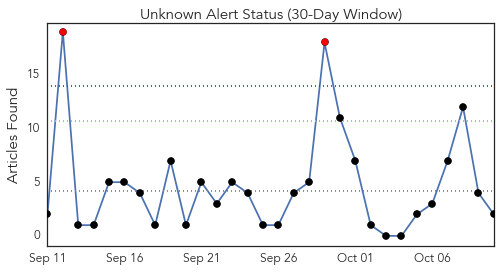 Unknown Alert Status (30-Day Window)
Articles Found
15
10
5
0
Sep 11 Sep 16 Sep 21 Sep 26 Oct 01 Oct 06